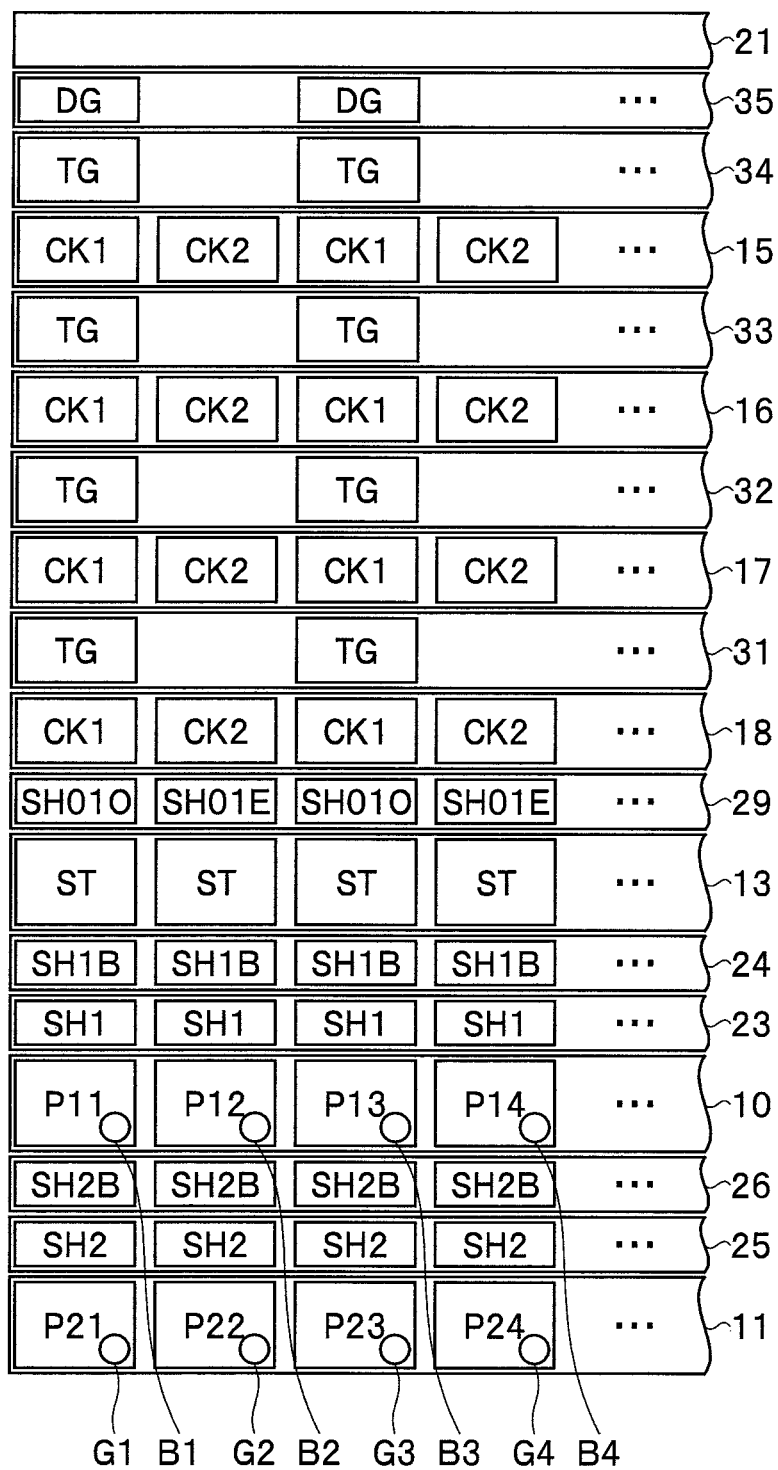 21
DG DG ... 35
TG TG ... 34
CK1 CK2 CK1 CK2 ... 15
TG TG ... 33
CK1 CK2 CK1 CK2 ... 16
TG TG ... 32
CK1 CK2 CK1 CK2 ... 17
TG TG ... 31
CK1 CK2 CK1 CK2 ... 18
SH01O SH01E SH01O SH01E ... 29
ST ST ST ST ... 13
SH1B SH1B SH1B SH1B ... 24
SH1 SH1 SH1 SH1 ... 23
P11 P12 P13 P14 ... 10
SH2B SH2B SH2B SH2B ... 26
SH2 SH2 SH2 SH2 ... 25
P21 P22 P23 P24 ... 11
G1 B1 G2 B2 G3 B3 G4 B4